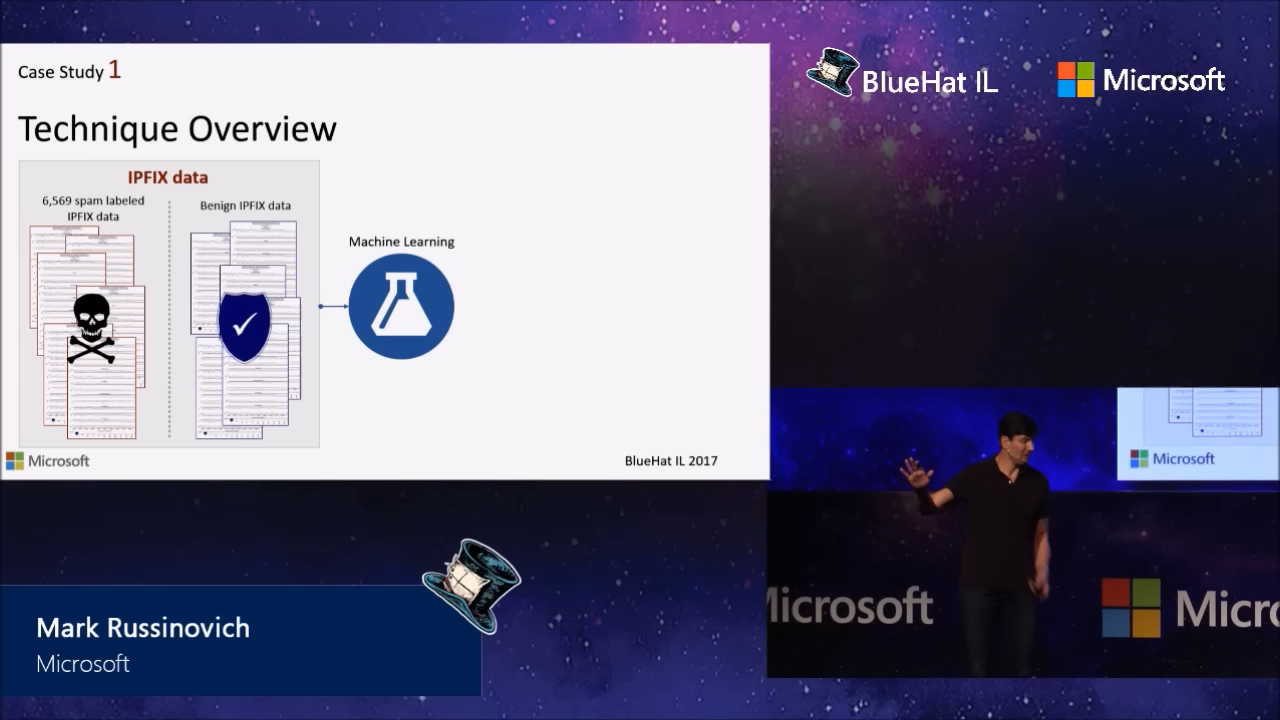 Case Study 1
Technique Overview
IPFIX data
6,569 spam labeled
IPFIX data
Benign IPFIX data
Machine Learning
Microsoft
BlueHat IL 2017
BlueHat IL
Microsoft
Microsoft
Microsoft
Micro
Mark Russinovich
Microsoft